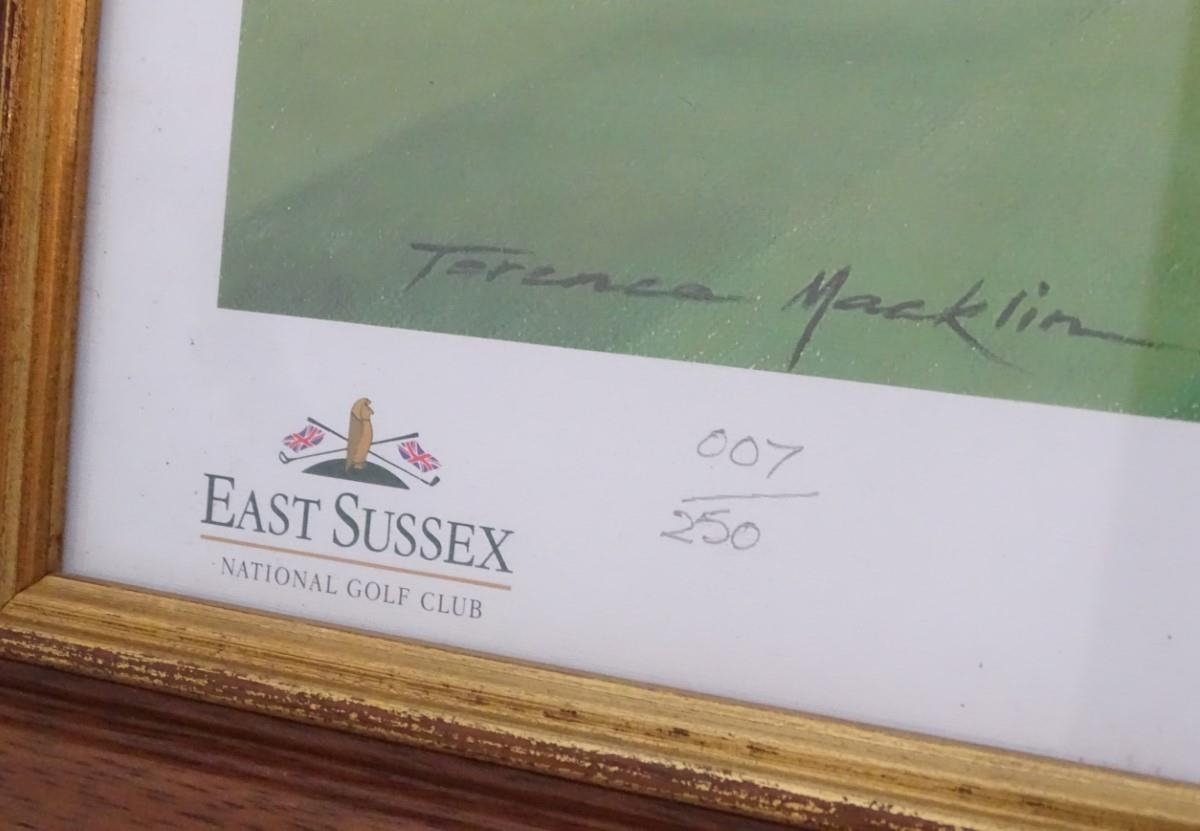 Terence Macklin
007
250
EAST SUSSEX
NATIONAL GOLF CLUB